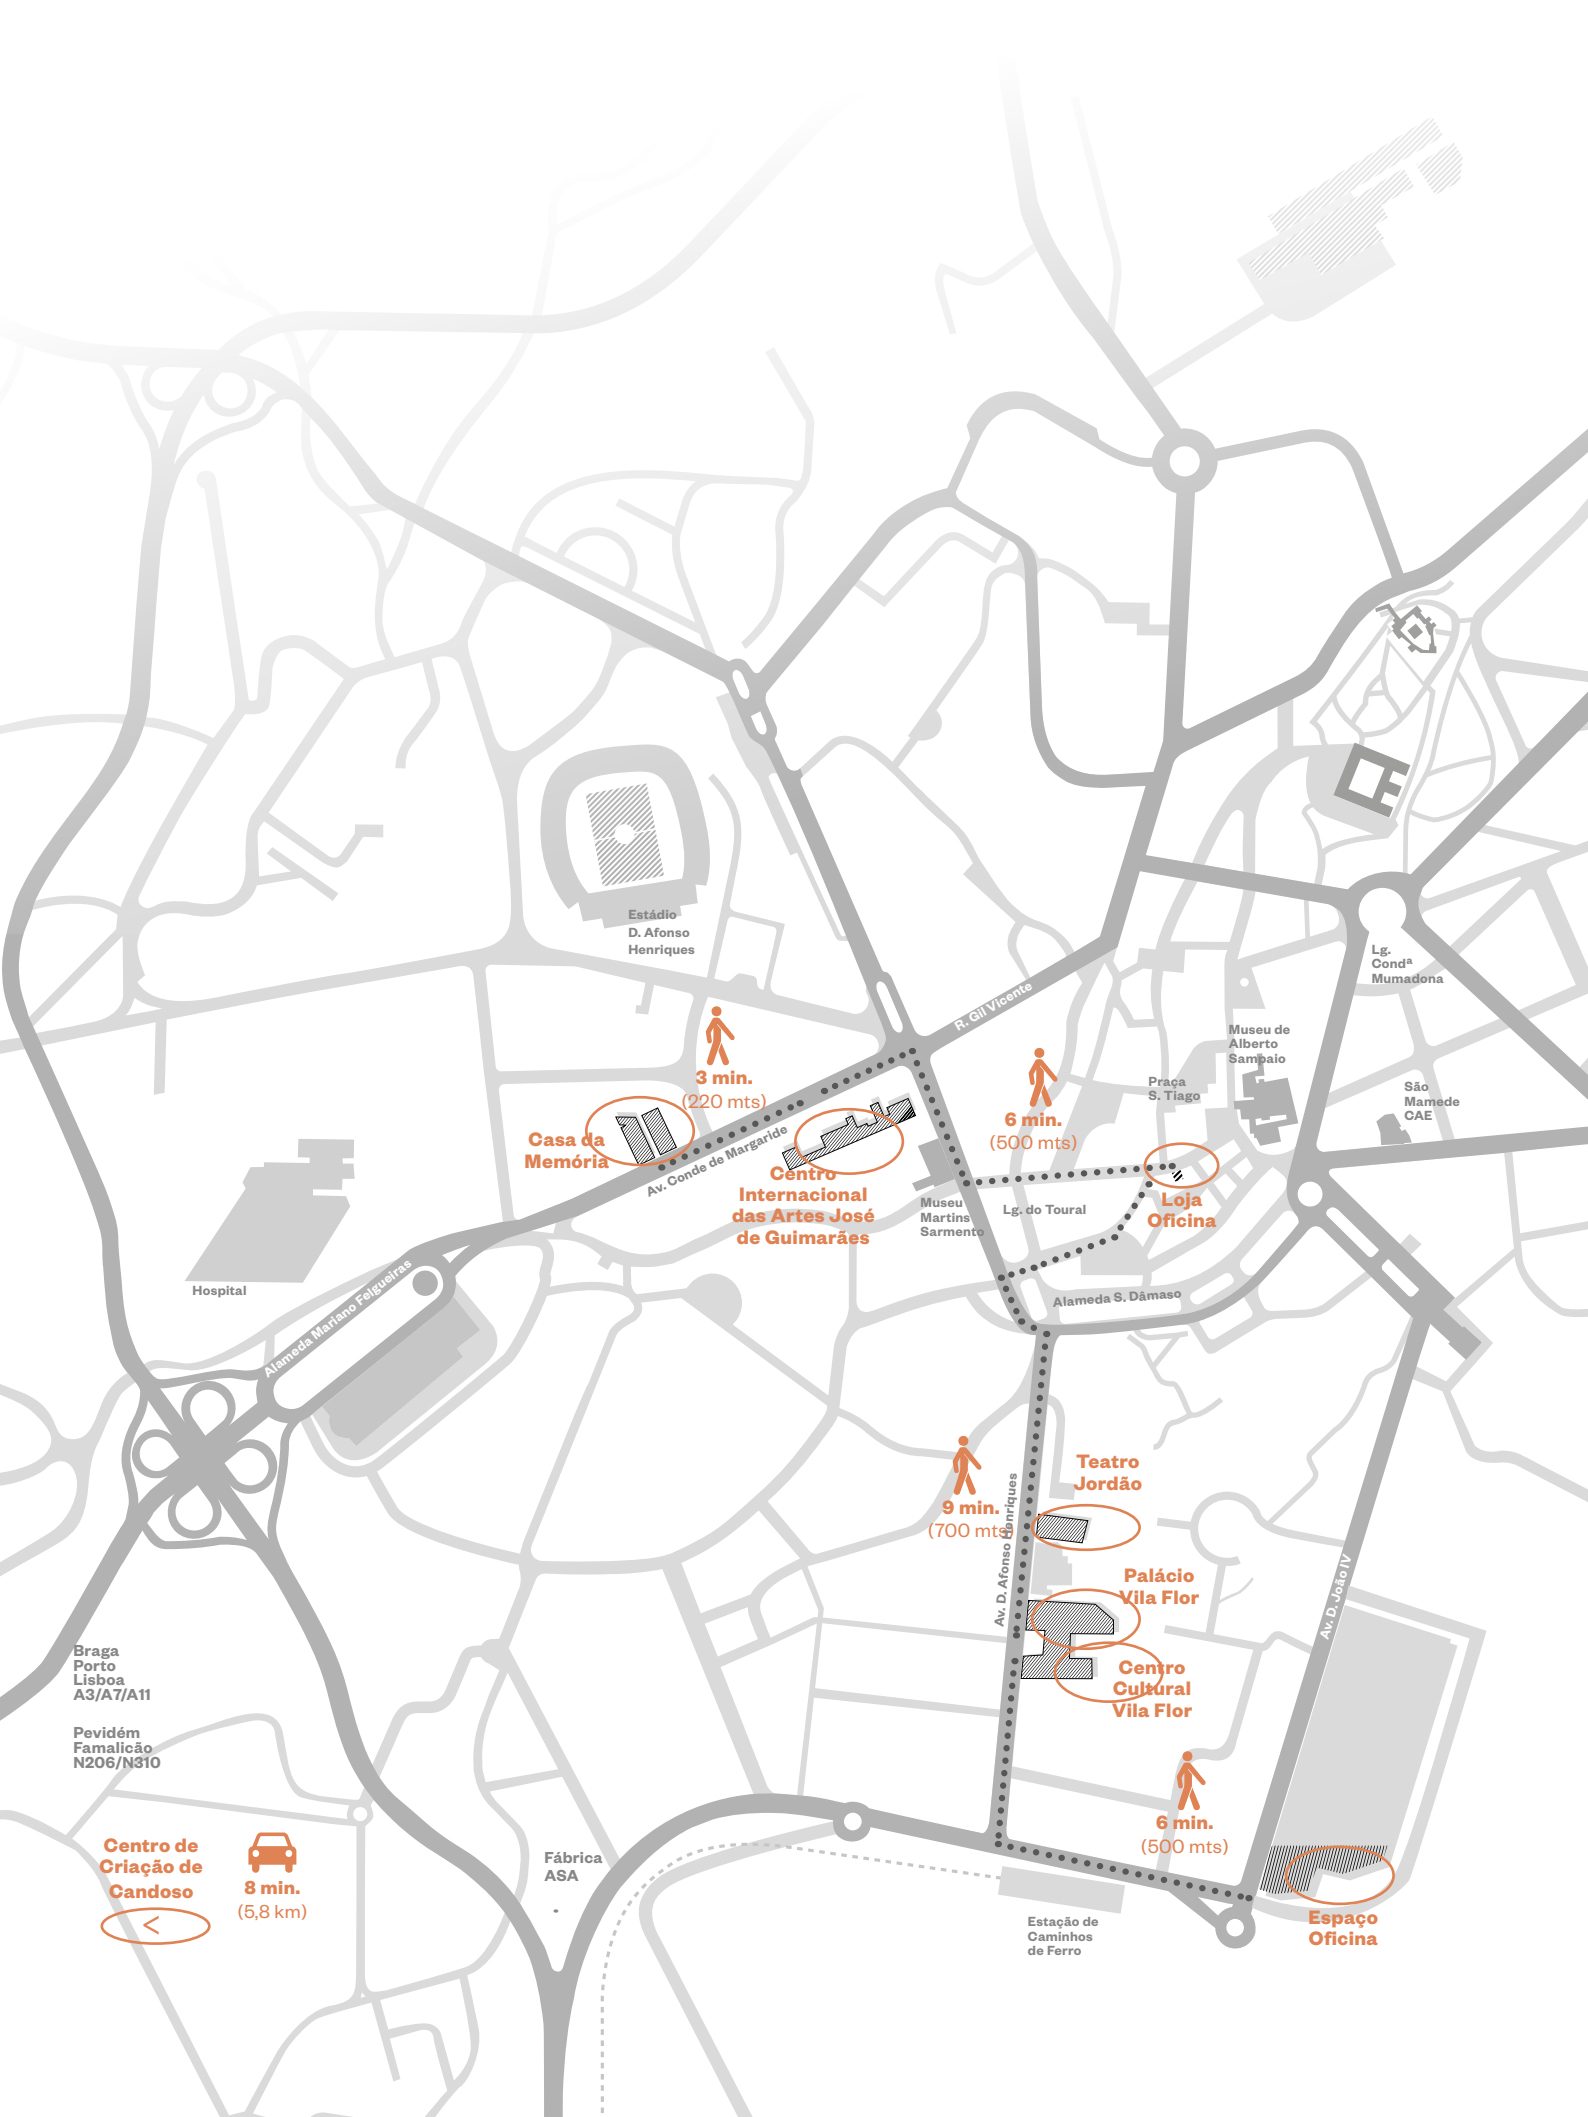 Estádio
D. Afonso
Henriques
Lg.
Condª
Mumadona
R. Gil Vicente
Museu de
Alberto
Sampaio
3 min.
(220 mts)
Praça
S. Tiago
São
Mamede
CAE
6 min.
(500 mts)
Casa da
Memória
Av. Conde de Margaride
Centro
Internacional
das Artes José
de Guimarães
Museu
Martins
Sarmento
Lg. do Toural
Loja
Oficina
Hospital
Alameda Mariano Felgueiras
Alameda S. Dâmaso
Teatro
Jordão
9 min.
(700 mts)
Av. D. Afonso Henriques
Palácio
Vila Flor
Av. D. João IV
Centro
Cultural
Vila Flor
Braga
Porto
Lisboa
A3/A7/A11
Pevidém
Famalicão
N206/N310
6 min.
(500 mts)
Centro de
Criação de
Candoso
<
8 min.
(5,8 km)
Fábrica
ASA
Estação de
Caminhos
de Ferro
Espaço
Oficina